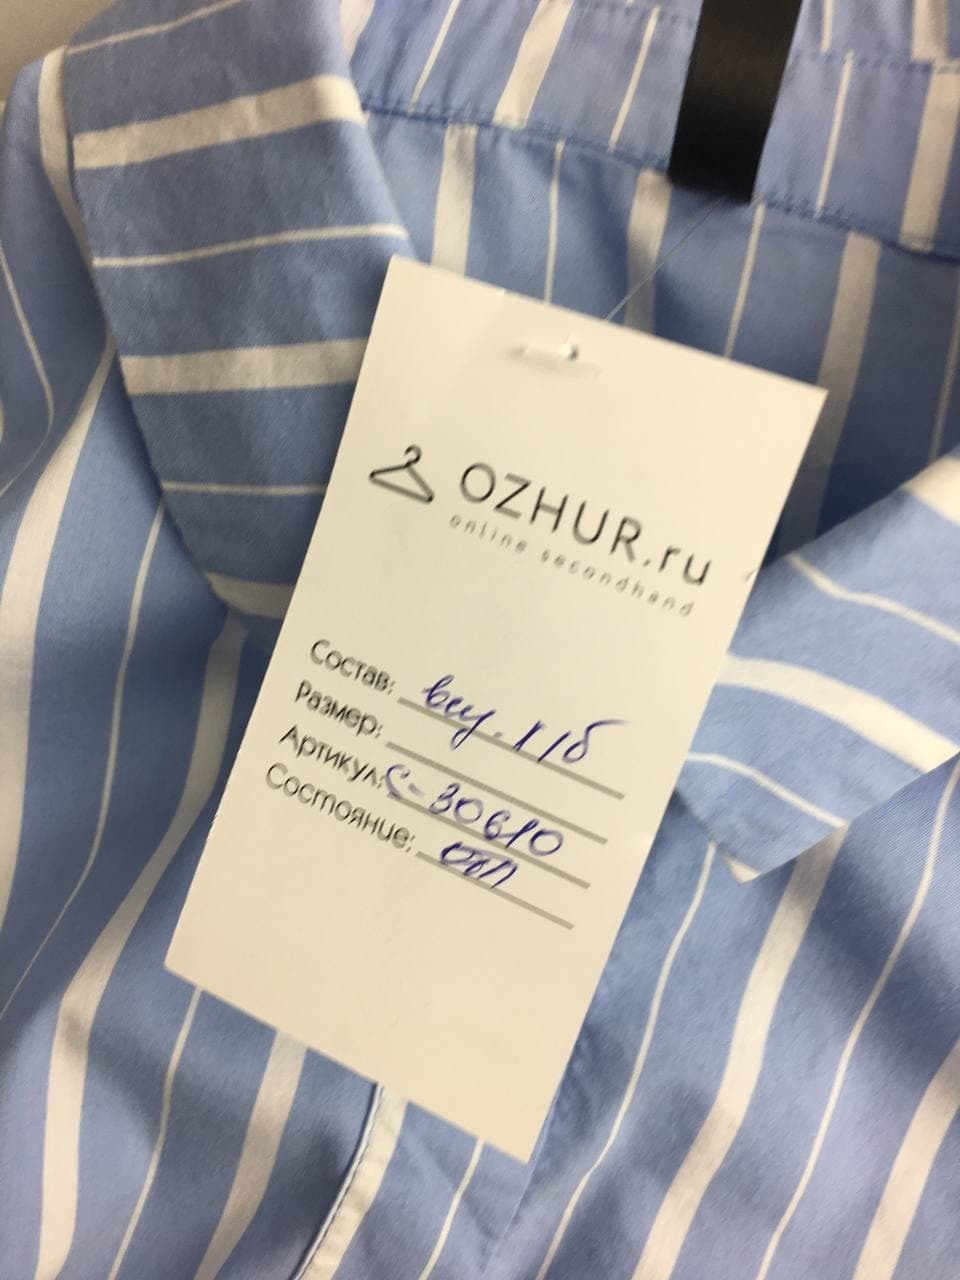 OZHUR.ru
online secondhand
Состав: х/б
Размер:
Артикул: С-30610
Состояние: